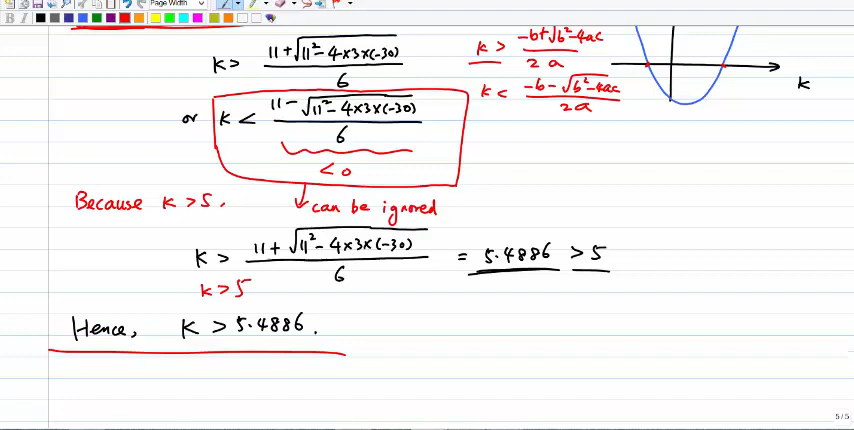 Page Width
K > (11 + √(11² - 4×3×(-30))) / 6
K > (-b + √(b² - 4ac)) / 2a
K < (-b - √(b² - 4ac)) / 2a
K
or K < (11 - √(11² - 4×3×(-30))) / 6
< 0
Because K > 5.
can be ignored
K > (11 + √(11² - 4×3×(-30))) / 6 = 5.4886 > 5
K > 5
Hence, K > 5.4886.
5 / 5